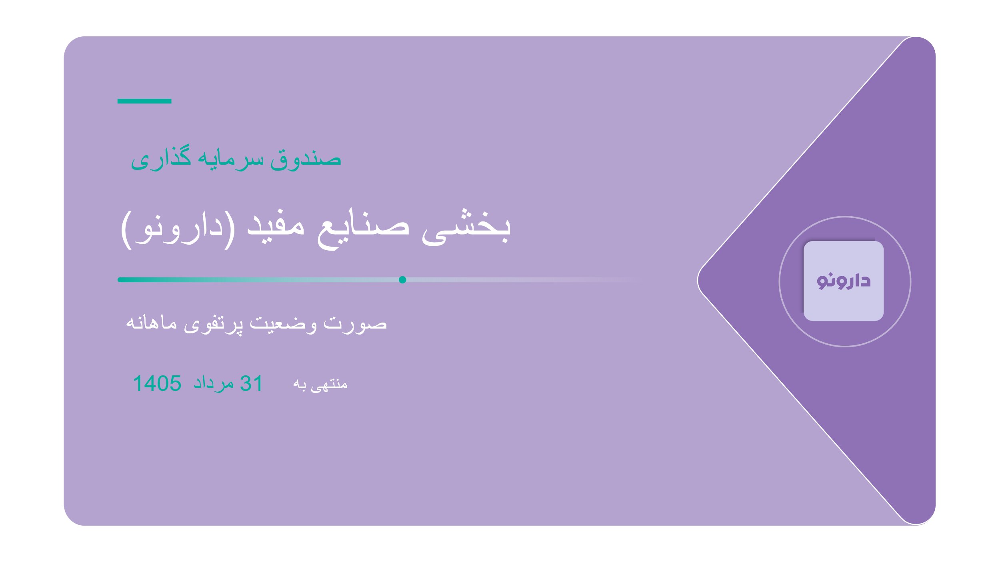 صندوق سرمایه گذاری
بخشی صنایع مفید (دارونو)
دارونو
صورت وضعیت پرتفوی ماهانه
منتهی به 31 مرداد 1405